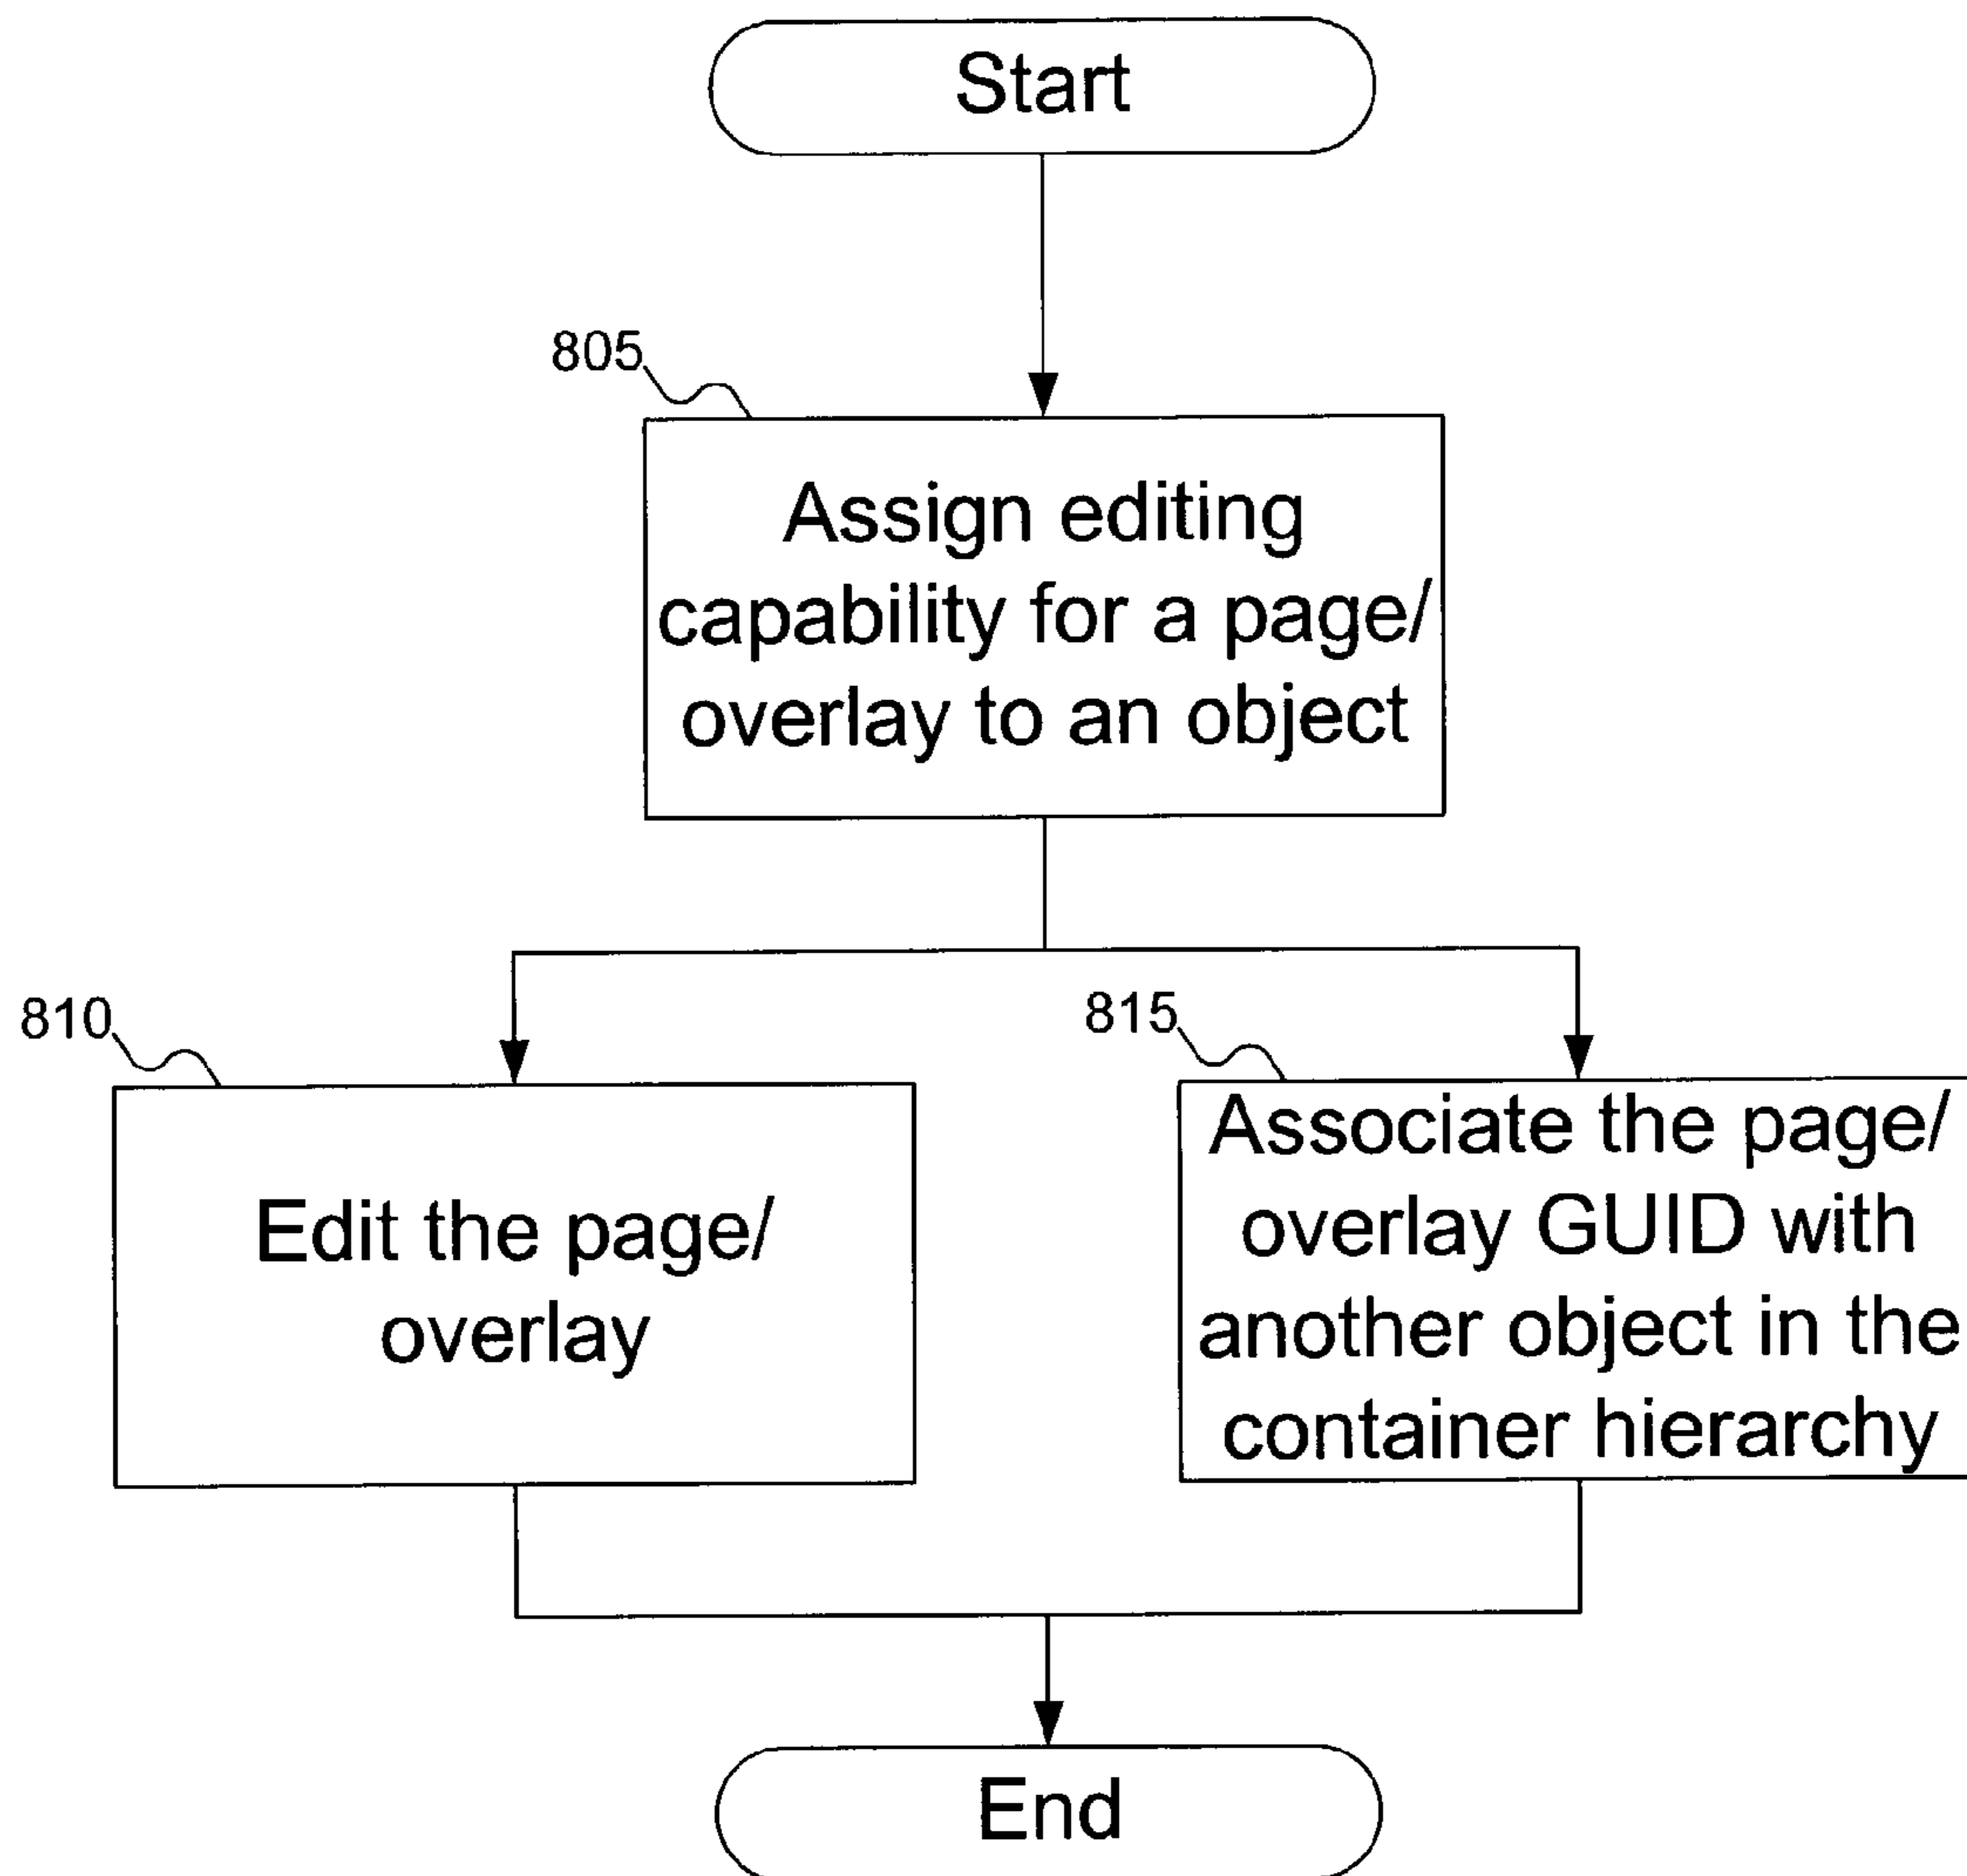 Start
805
Assign editing
capability for a page/
overlay to an object
810
Edit the page/
overlay
815
Associate the page/
overlay GUID with
another object in the
container hierarchy
End